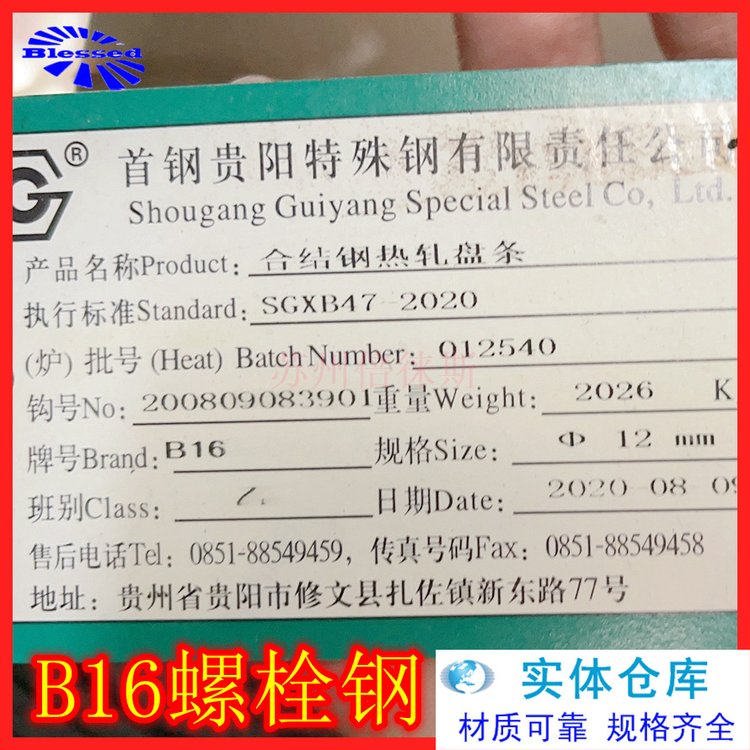 Blessed
G®
首钢贵阳特殊钢有限责任公司
Shougang Guiyang Special Steel Co, Ltd.
产品名称Product: 合结钢热轧盘条
执行标准Standard: SGXB47-2020
(炉) 批号 (Heat) Batch Number: 012540
苏州倍徕斯
钩号No: 200809083901 重量Weight: 2026 K
牌号Brand: B16 规格Size: Φ 12 mm
班别Class: 日期Date: 2020-08-09
售后电话Tel: 0851-88549459, 传真号码Fax: 0851-88549458
地址: 贵州省贵阳市修文县扎佐镇新东路77号
B16螺栓钢
实体仓库
材质可靠 规格齐全